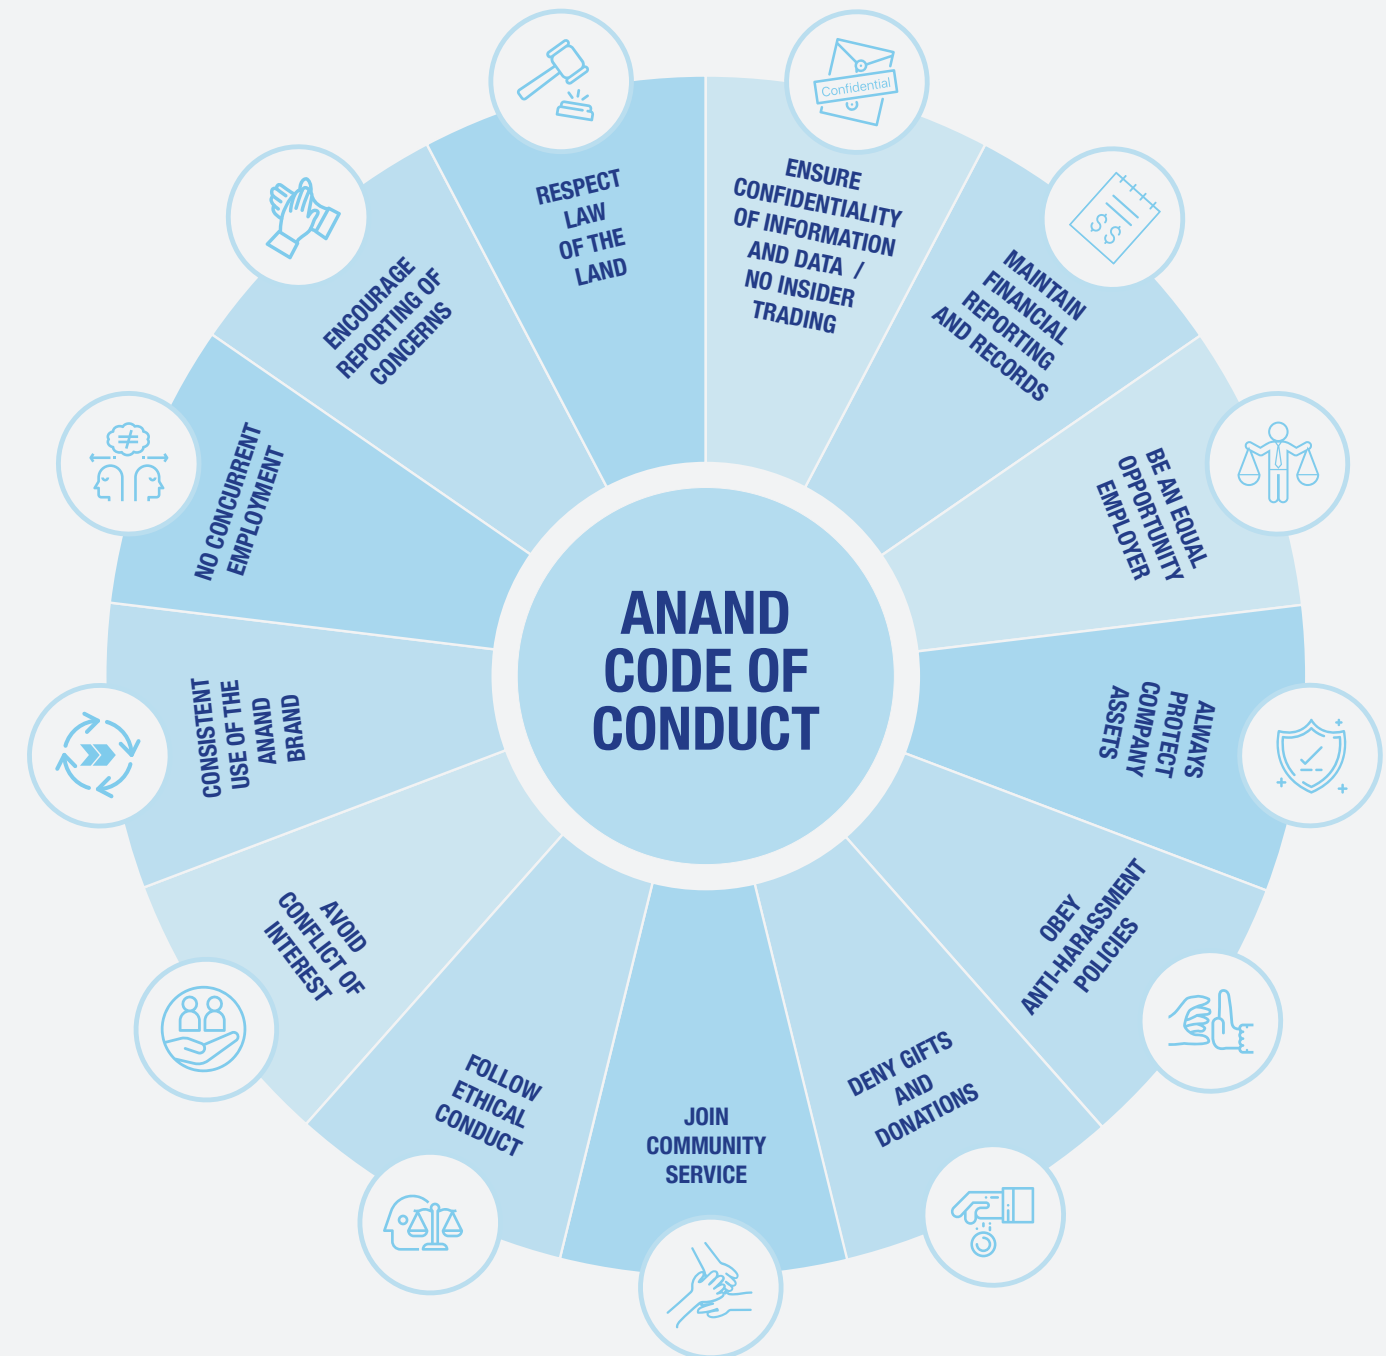 Confidential
ENSURE
CONFIDENTIALITY
OF INFORMATION
AND DATA /
NO INSIDER
TRADING
MAINTAIN
FINANCIAL
REPORTING
AND RECORDS
BE AN EQUAL
OPPORTUNITY
EMPLOYER
ALWAYS
PROTECT
COMPANY
ASSETS
OBEY
ANTI-HARASSMENT
POLICIES
DENY GIFTS
AND
DONATIONS
JOIN
COMMUNITY
SERVICE
FOLLOW
ETHICAL
CONDUCT
AVOID
CONFLICT OF
INTEREST
CONSISTENT
USE OF THE
ANAND
BRAND
NO CONCURRENT
EMPLOYMENT
ENCOURAGE
REPORTING OF
CONCERNS
RESPECT
LAW
OF THE
LAND
ANAND
CODE OF
CONDUCT
$$